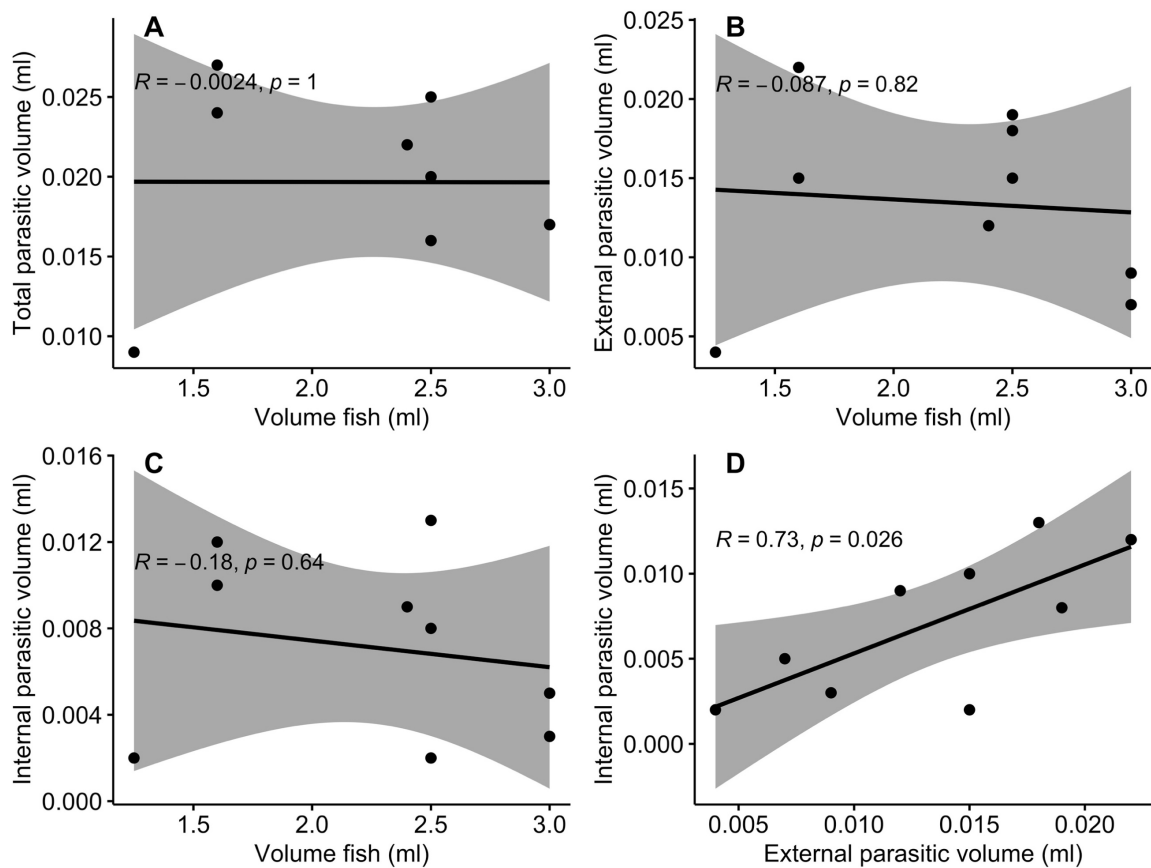 A
R = −0.0024, p = 1
Total parasitic volume (ml)
0.025
0.020
0.015
0.010
1.5 2.0 2.5 3.0
Volume fish (ml)
B
R = −0.087, p = 0.82
External parasitic volume (ml)
0.025
0.020
0.015
0.010
0.005
1.5 2.0 2.5 3.0
Volume fish (ml)
C
R = −0.18, p = 0.64
Internal parasitic volume (ml)
0.016
0.012
0.008
0.004
0.000
1.5 2.0 2.5 3.0
Volume fish (ml)
D
R = 0.73, p = 0.026
Internal parasitic volume (ml)
0.015
0.010
0.005
0.000
0.005 0.010 0.015 0.020
External parasitic volume (ml)